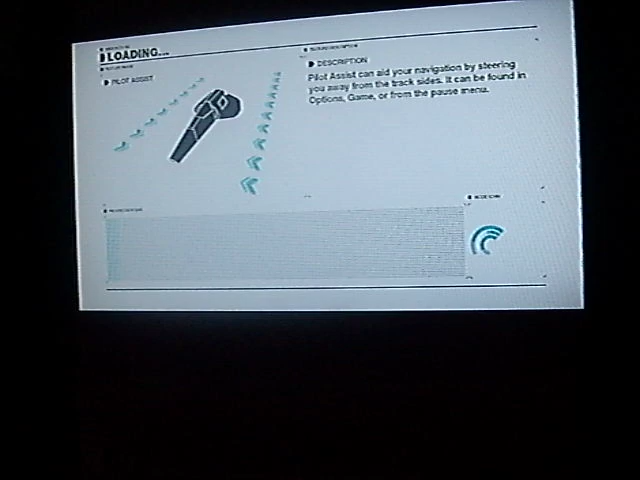 LOADING...
PILOT ASSIST
DESCRIPTION
Pilot Assist can aid your navigation by steering
you away from the track sides. It can be found in
Options, Game, or from the pause menu.